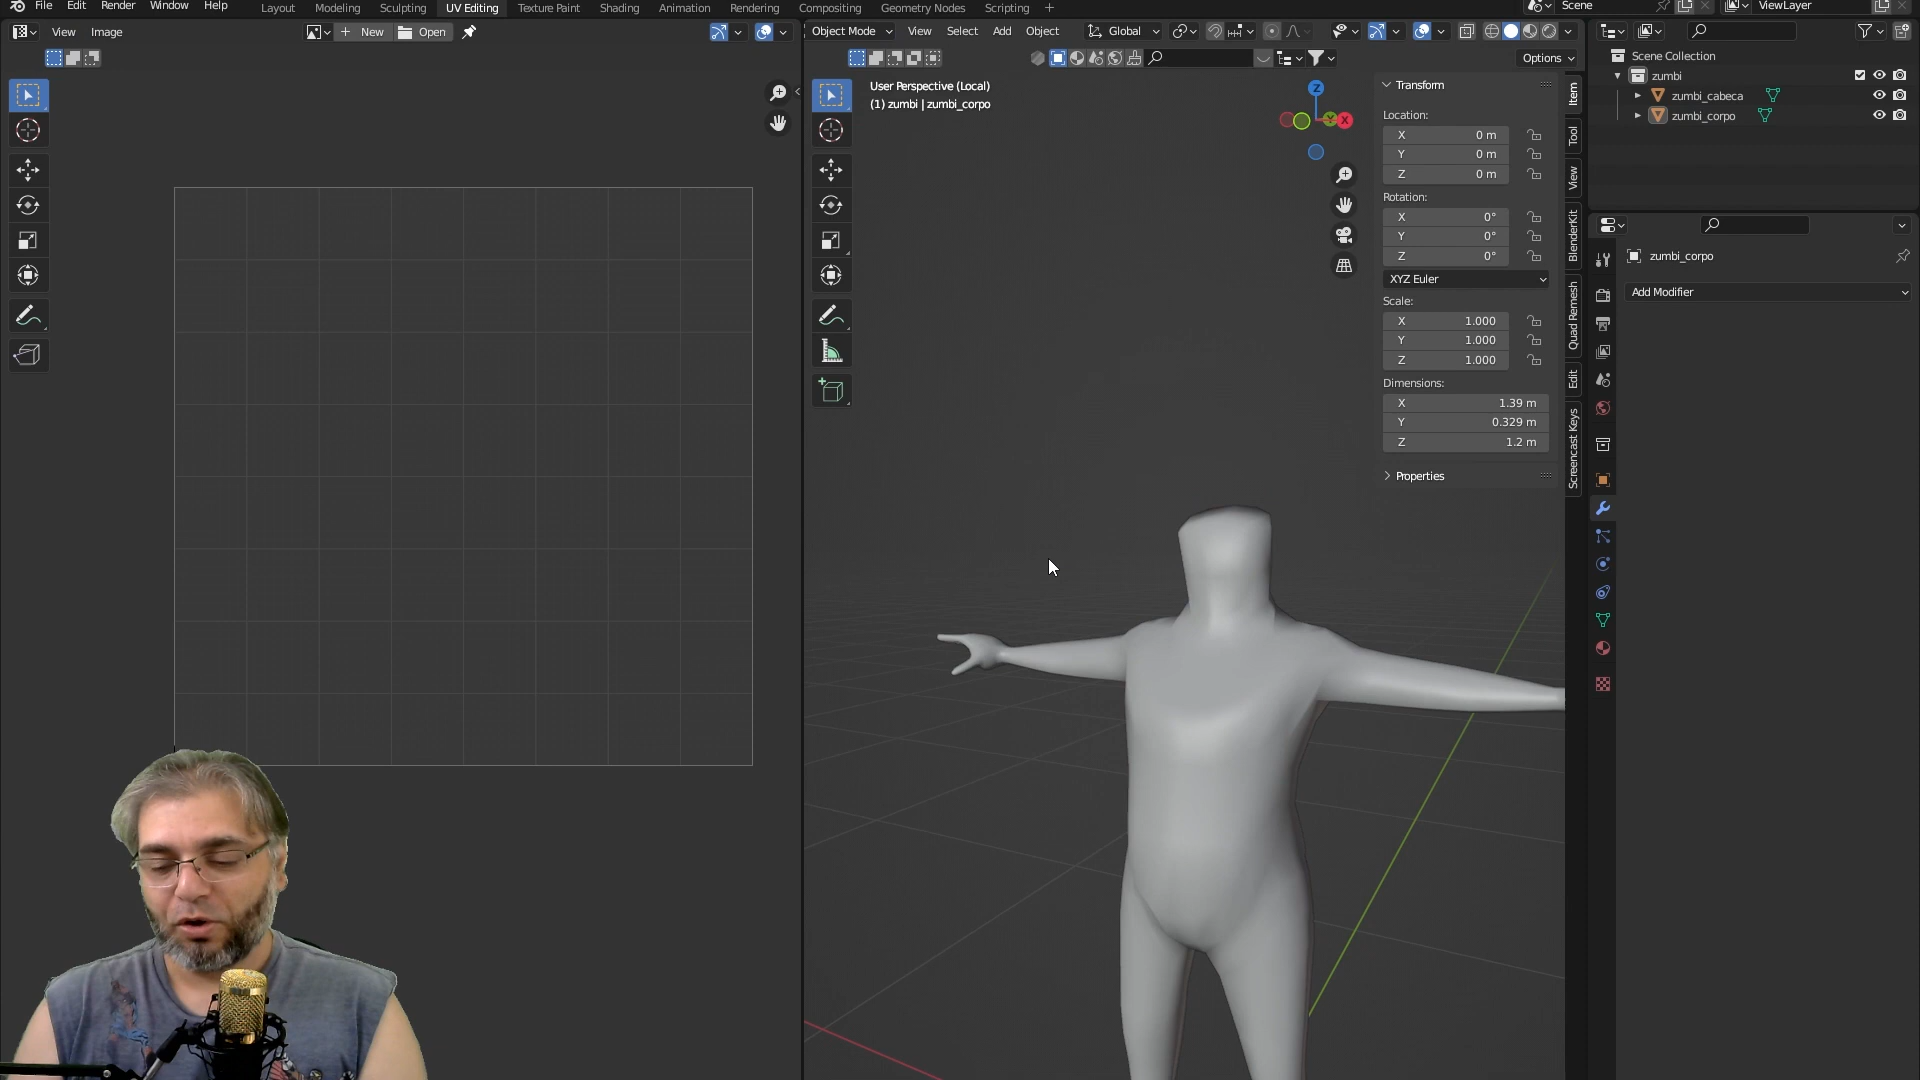 File Edit Render Window Help
Layout Modeling Sculpting UV Editing Texture Paint Shading Animation Rendering Compositing Geometry Nodes Scripting +
Scene ViewLayer
View Image + New Open
Object Mode View Select Add Object Global
Options
User Perspective (Local)
(1) zumbi | zumbi_corpo
Z
Y X
Transform
Location:
X 0 m
Y 0 m
Z 0 m
Rotation:
X 0°
Y 0°
Z 0°
XYZ Euler
Scale:
X 1.000
Y 1.000
Z 1.000
Dimensions:
X 1.39 m
Y 0.329 m
Z 1.2 m
Properties
Item
Tool
View
BlenderKit
Quad Remesh
Edit
Screencast Keys
Scene Collection
zumbi
zumbi_cabeca
zumbi_corpo
zumbi_corpo
Add Modifier